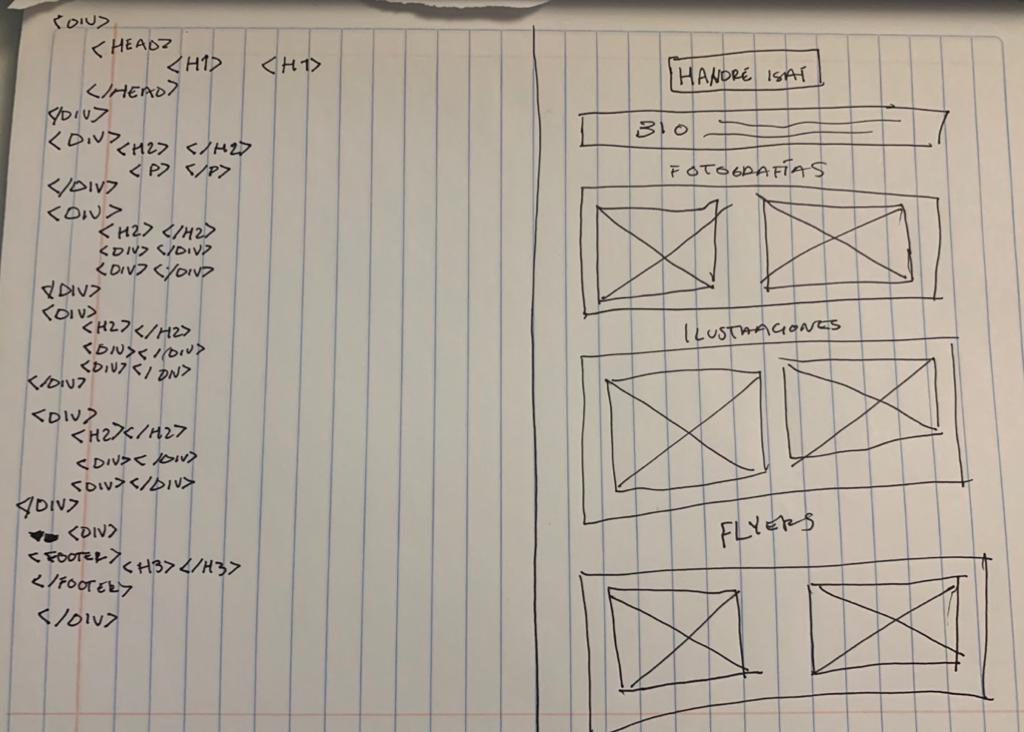 <DIV>
<HEAD>
<H1> <H1>
</HEAD>
</DIV>
<DIV>
<H2> </H2>
<P> </P>
</DIV>
<DIV>
<H2> </H2>
<DIV> </DIV>
<DIV> </DIV>
</DIV>
<DIV>
<H2> </H2>
<DIV> </DIV>
<DIV> </DIV>
</DIV>
<DIV>
<H2> </H2>
<DIV> </DIV>
<DIV> </DIV>
</DIV>
<DIV>
<FOOTER>
<H3> </H3>
</FOOTER>
</DIV>
HANDRE ISAI
BIO
FOTOGRAFÍAS
ILUSTRACIONES
FLYERS